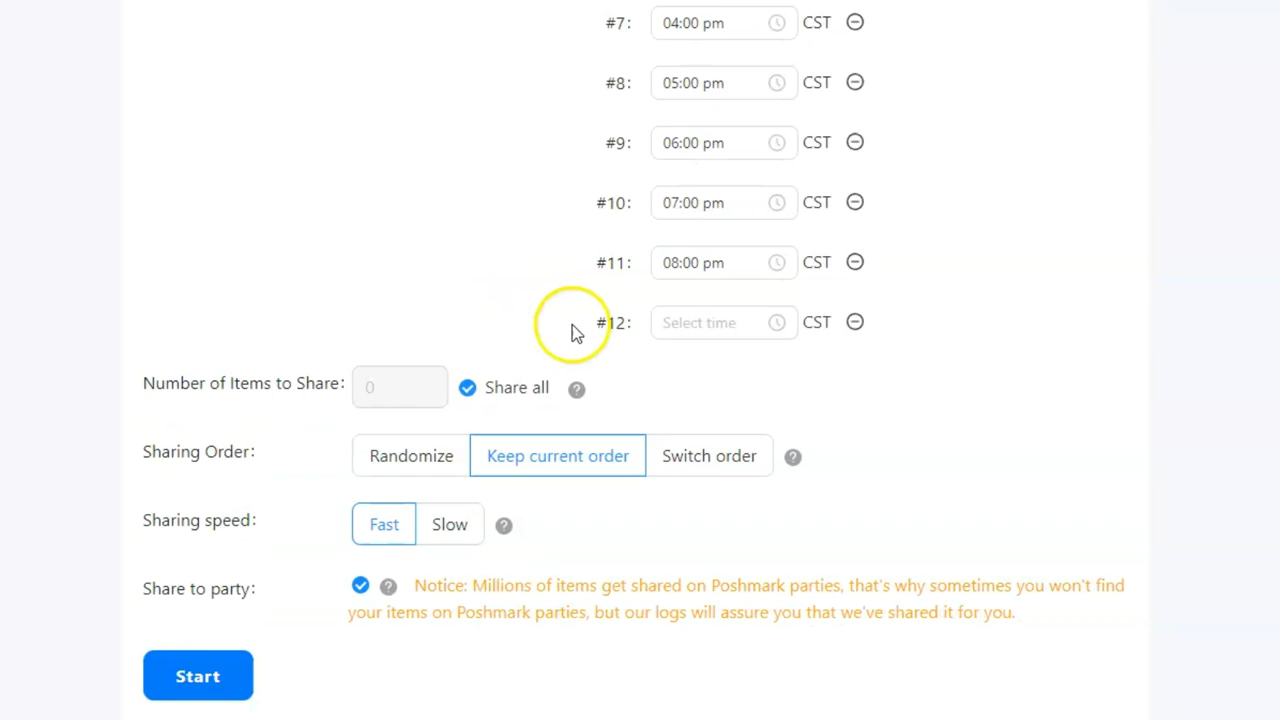 #7: 04:00 pm CST
#8: 05:00 pm CST
#9: 06:00 pm CST
#10: 07:00 pm CST
#11: 08:00 pm CST
#12: Select time CST
Number of Items to Share: 0 Share all ?
Sharing Order: Randomize Keep current order Switch order ?
Sharing speed: Fast Slow ?
Share to party: ? Notice: Millions of items get shared on Poshmark parties, that's why sometimes you won't find
your items on Poshmark parties, but our logs will assure you that we've shared it for you.
Start